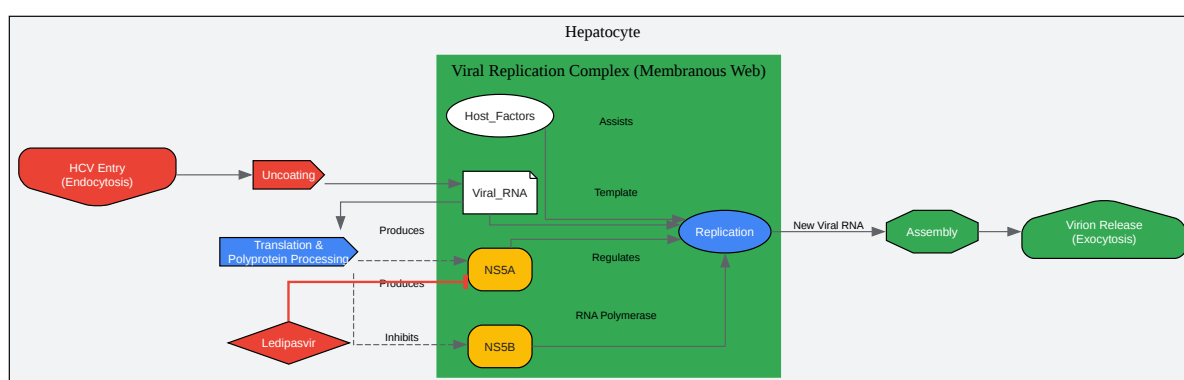 Hepatocyte
Viral Replication Complex (Membranous Web)
Host_Factors
Assists
HCV Entry
(Endocytosis)
Uncoating
Viral_RNA
Template
Produces
Replication
New Viral RNA
Assembly
Virion Release
(Exocytosis)
Translation &
Polyprotein Processing
NS5A
Regulates
Produces
RNA Polymerase
Ledipasvir
Inhibits
NS5B